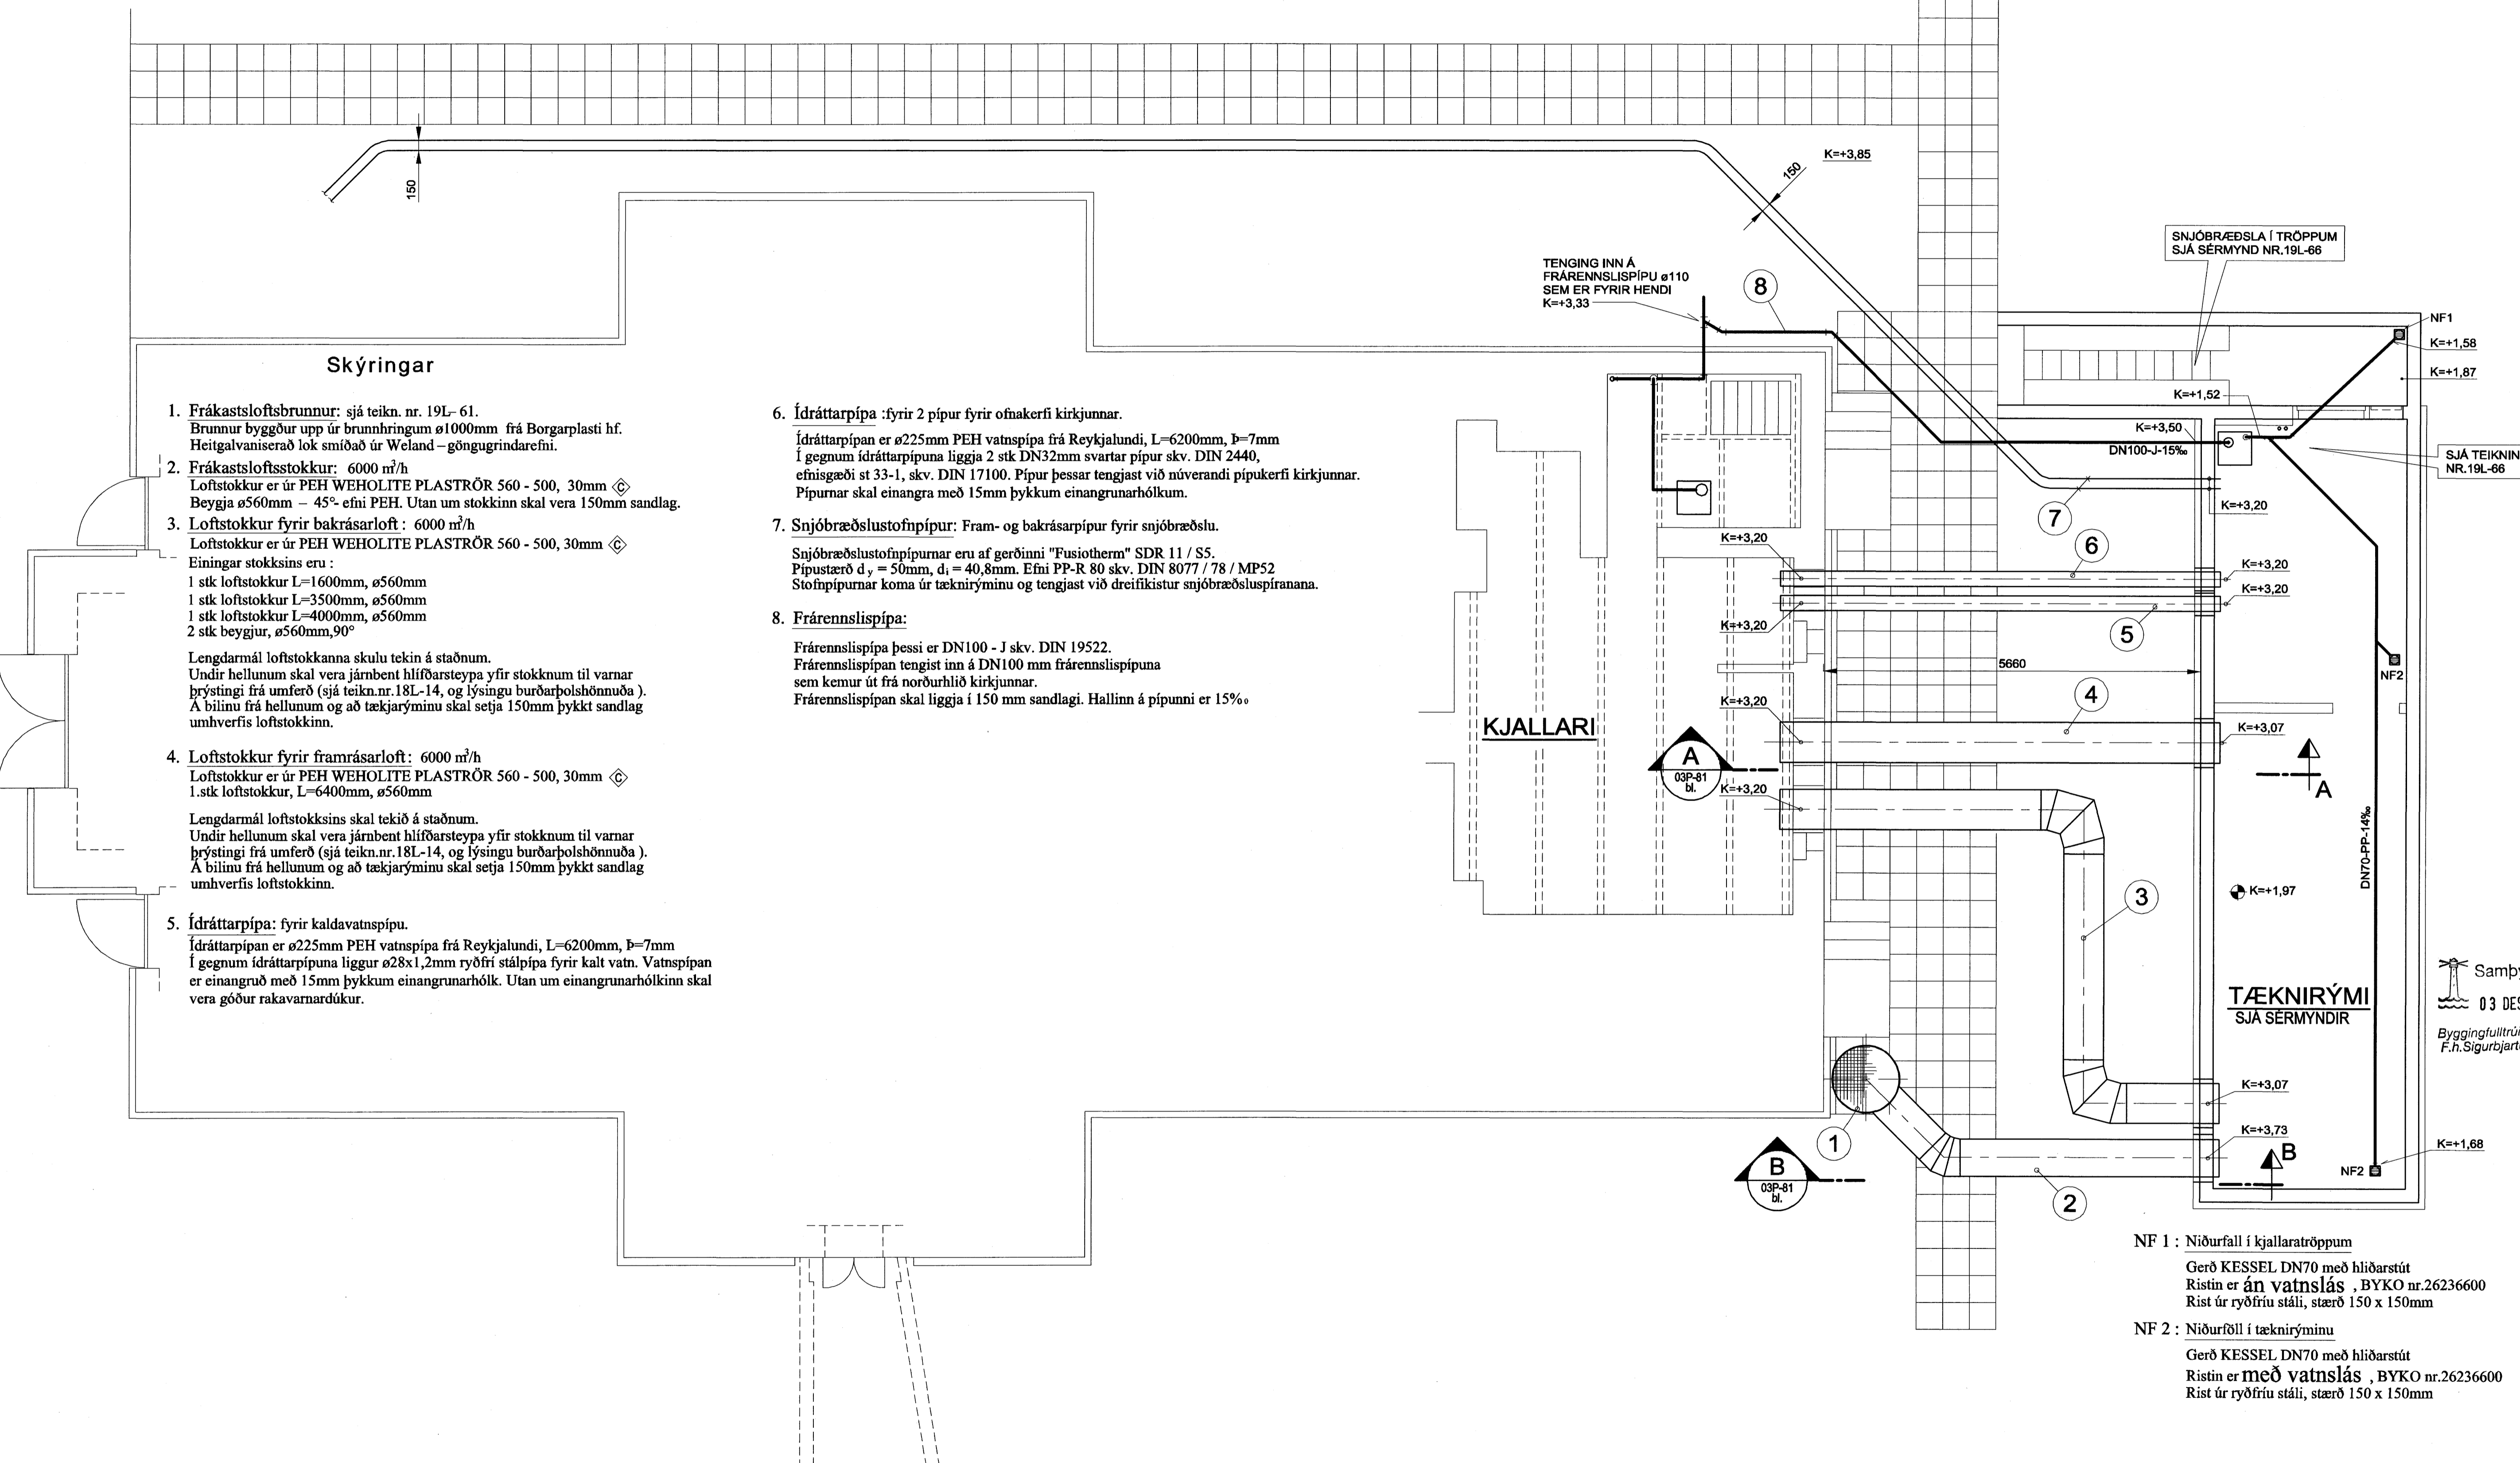 Skýringar
1. Frákastsloftsbrunnur: sjá teikn. nr. 19L- 61.
Brunnur byggður upp úr brunnhringum ø1000mm frá Borgarplasti hf.
Heitgalvaniserað lok smíðað úr Weland – göngugrindarefni.
2. Frákastsloftsstokkur: 6000 m³/h
Loftstokkur er úr PEH WEHOLITE PLASTRÖR 560 - 500, 30mm C
Beygja ø560mm – 45°- efni PEH. Utan um stokkinn skal vera 150mm sandlag.
3. Loftstokkur fyrir bakrásarloft : 6000 m³/h
Loftstokkur er úr PEH WEHOLITE PLASTRÖR 560 - 500, 30mm C
Einingar stokksins eru :
1 stk loftstokkur L=1600mm, ø560mm
1 stk loftstokkur L=3500mm, ø560mm
1 stk loftstokkur L=4000mm, ø560mm
2 stk beygjur, ø560mm,90°
Lengdarmál loftstokkanna skulu tekin á staðnum.
Undir hellunum skal vera járnbent hlífðarsteypa yfir stokknum til varnar
þrýstingi frá umferð (sjá teikn.nr.18L-14, og lýsingu burðarþolshönnuða ).
Á bilinu frá hellunum og að tækjarýminu skal setja 150mm þykkt sandlag
umhverfis loftstokkinn.
4. Loftstokkur fyrir framrásarloft : 6000 m³/h
Loftstokkur er úr PEH WEHOLITE PLASTRÖR 560 - 500, 30mm C
1.stk loftstokkur, L=6400mm, ø560mm
Lengdarmál loftstokksins skal tekið á staðnum.
Undir hellunum skal vera járnbent hlífðarsteypa yfir stokknum til varnar
þrýstingi frá umferð (sjá teikn.nr.18L-14, og lýsingu burðarþolshönnuða ).
Á bilinu frá hellunum og að tækjarýminu skal setja 150mm þykkt sandlag
umhverfis loftstokkinn.
5. Ídráttarpípa: fyrir kaldavatnspípu.
Ídráttarpípan er ø225mm PEH vatnspípa frá Reykjalundi, L=6200mm, Þ=7mm
Í gegnum ídráttarpípuna liggur ø28x1,2mm ryðfrí stálpípa fyrir kalt vatn. Vatnspípan
er einangruð með 15mm þykkum einangrunarhólk. Utan um einangrunarhólkinn skal
vera góður rakavarnardúkur.
6. Ídráttarpípa :fyrir 2 pípur fyrir ofnakerfi kirkjunnar.
Ídráttarpípan er ø225mm PEH vatnspípa frá Reykjalundi, L=6200mm, Þ=7mm
Í gegnum ídráttarpípuna liggja 2 stk DN32mm svartar pípur skv. DIN 2440,
efnisgæði st 33-1, skv. DIN 17100. Pípur þessar tengjast við núverandi pípukerfi kirkjunnar.
Pípurnar skal einangra með 15mm þykkum einangrunarhólkum.
7. Snjóbræðslustofnpípur: Fram- og bakrásarpípur fyrir snjóbræðslu.
Snjóbræðslustofnpípurnar eru af gerðinni "Fusiotherm" SDR 11 / S5.
Pípustærð d y = 50mm, d i = 40,8mm. Efni PP-R 80 skv. DIN 8077 / 78 / MP52
Stofnpípurnar koma úr tæknirýminu og tengjast við dreifikistur snjóbræðsluspíranana.
8. Frárennslispípa:
Frárennslispípa þessi er DN100 - J skv. DIN 19522.
Frárennslispípan tengist inn á DN100 mm frárennslispípuna
sem kemur út frá norðurhlið kirkjunnar.
Frárennslispípan skal liggja í 150 mm sandlagi. Hallinn á pípunni er 15‰
150
150
K=+3,85
TENGING INN Á
FRÁRENNSLISPÍPU ø110
SEM ER FYRIR HENDI
K=+3,33
8
SNJÓBRÆÐSLA Í TRÖPPUM
SJÁ SÉRMYND NR.19L-66
NF1
K=+1,58
K=+1,87
K=+1,52
K=+3,50
DN100-J-15‰
SJÁ TEIKNIN
NR.19L-66
K=+3,20
7
6
K=+3,20
K=+3,20
K=+3,20
5
K=+3,20
5660
NF2
4
K=+3,20
K=+3,07
KJALLARI
A
03P-81
bl.
K=+3,20
A
DN70-PP-14‰
3
K=+1,97
TÆKNIRÝMI
SJÁ SÉRMYNDIR
Samþy
03 DES
Byggingfulltrúi
F.h.Sigurbjart
K=+3,07
1
K=+3,73
K=+1,68
B
B
03P-81
bl.
2
NF2
NF 1 : Niðurfall í kjallaratröppum
Gerð KESSEL DN70 með hliðarstút
Ristin er án vatnslás , BYKO nr.26236600
Rist úr ryðfríu stáli, stærð 150 x 150mm
NF 2 : Niðurföll í tæknirýminu
Gerð KESSEL DN70 með hliðarstút
Ristin er með vatnslás , BYKO nr.26236600
Rist úr ryðfríu stáli, stærð 150 x 150mm